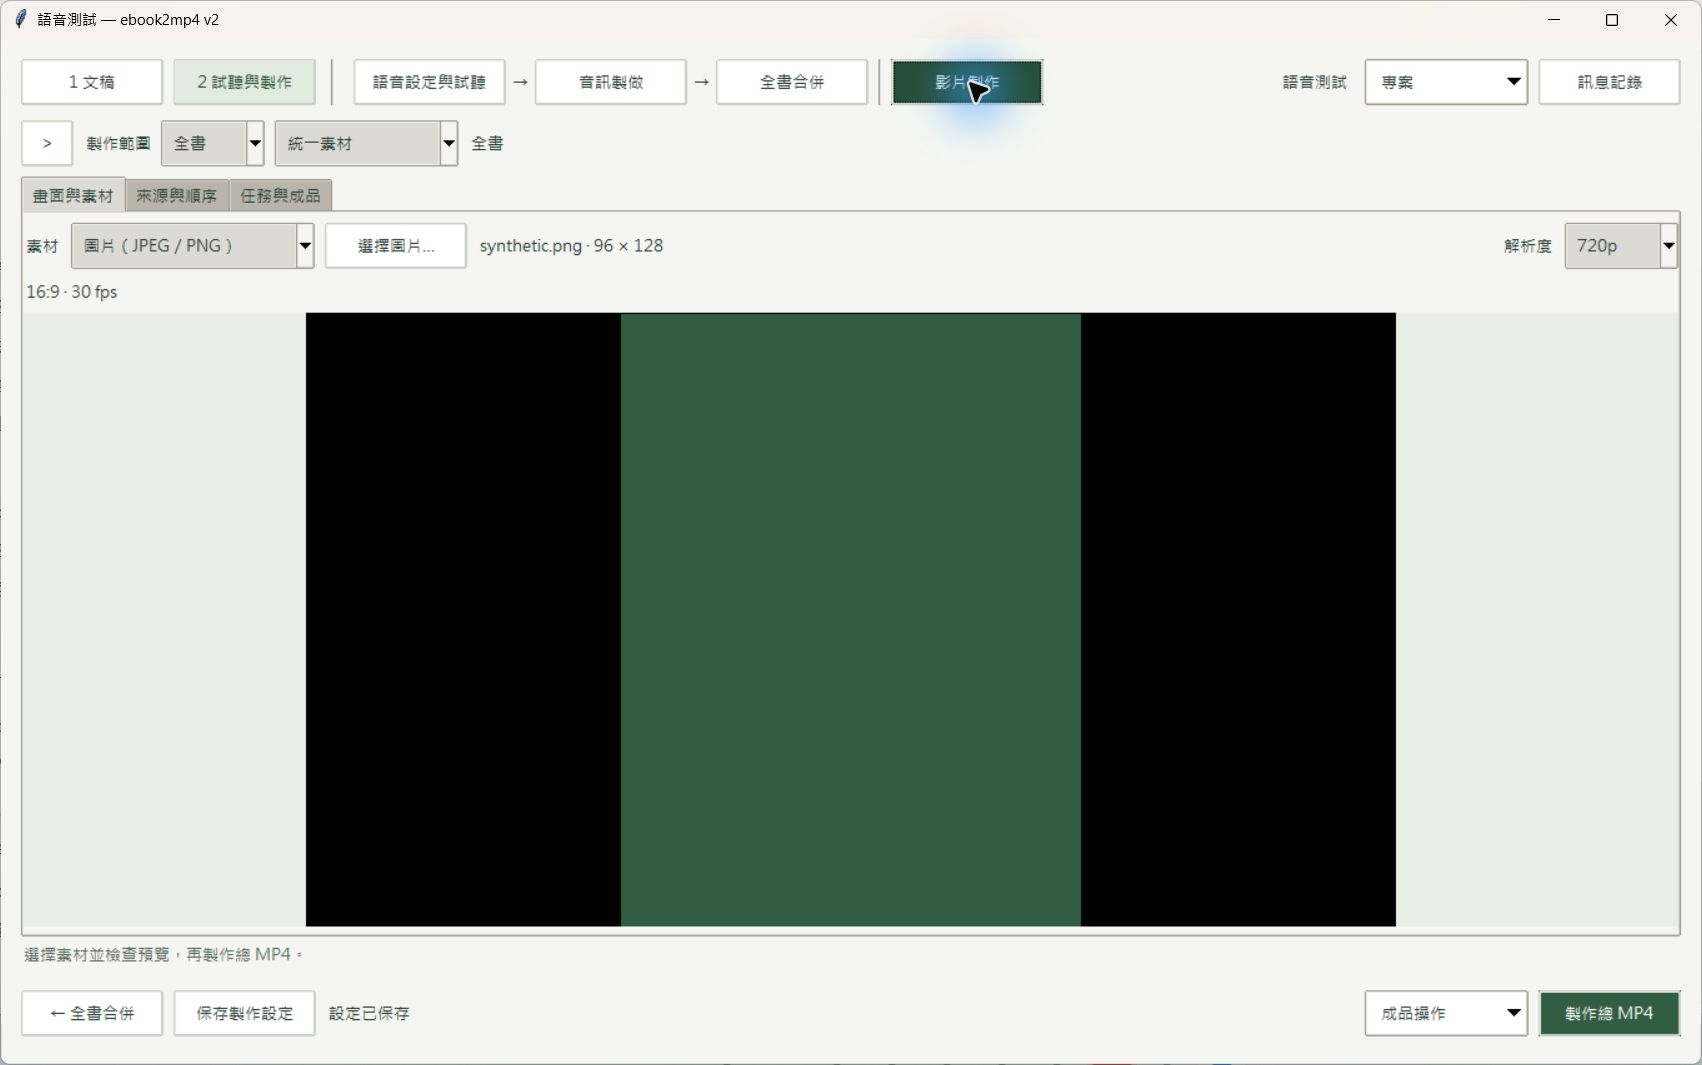 語音測試 — ebook2mp4 v2
1 文稿 2 試聽與製作 語音設定與試聽 → 音訊製做 → 全書合併 影片製作 語音測試 專案 訊息記錄
> 製作範圍 全書 統一素材 全書
畫面與素材 來源與順序 任務與成品
素材 圖片 ( JPEG / PNG ) 選擇圖片... synthetic.png · 96 × 128 解析度 720p
16:9 · 30 fps
選擇素材並檢查預覽，再製作總 MP4。
← 全書合併 保存製作設定 設定已保存 成品操作 製作總 MP4